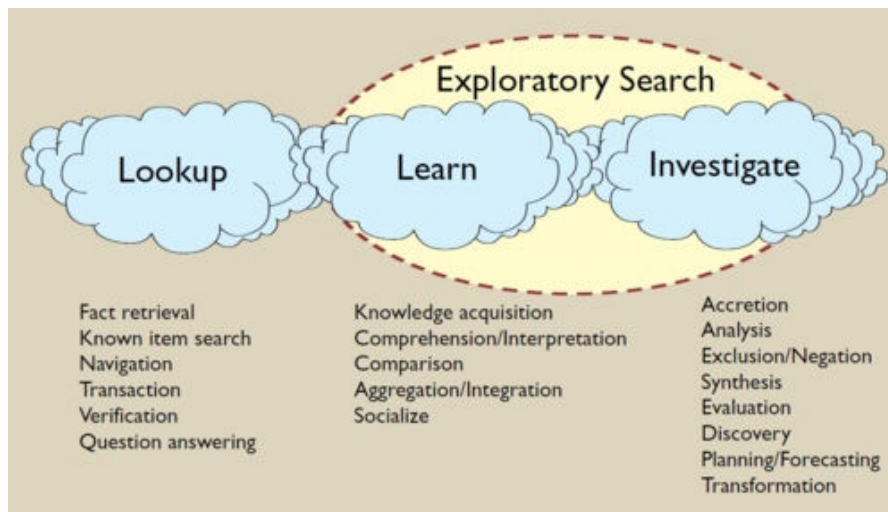 Exploratory Search
Lookup
Learn
Investigate
Fact retrieval
Known item search
Navigation
Transaction
Verification
Question answering
Knowledge acquisition
Comprehension/Interpretation
Comparison
Aggregation/Integration
Socialize
Accretion
Analysis
Exclusion/Negation
Synthesis
Evaluation
Discovery
Planning/Forecasting
Transformation